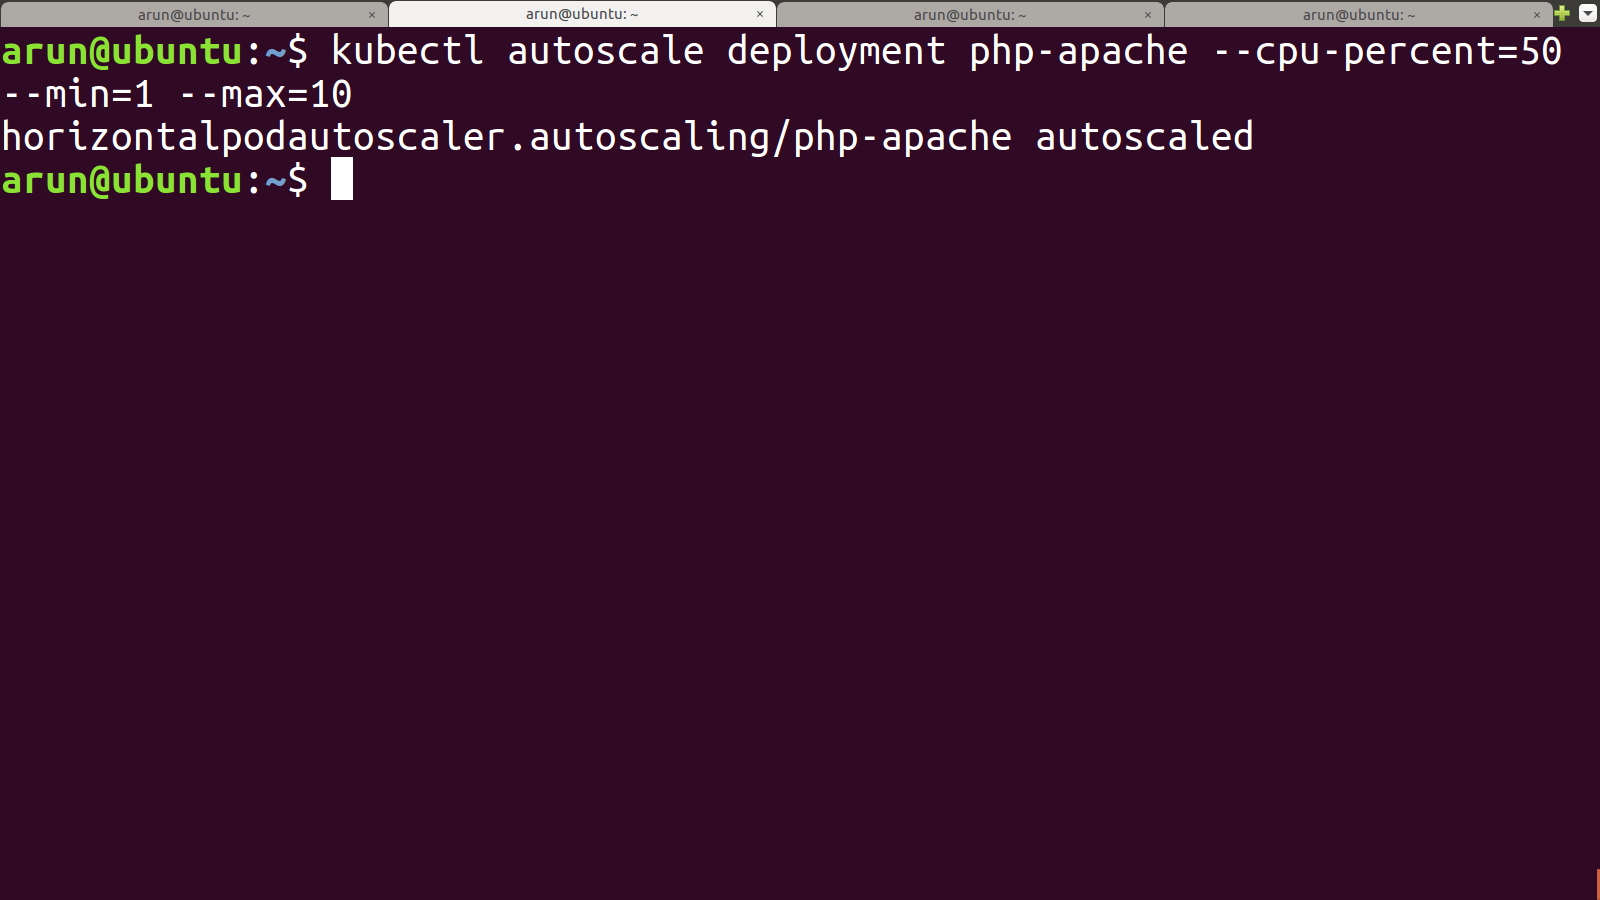 arun@ubuntu: ~ × arun@ubuntu: ~ × arun@ubuntu: ~ × arun@ubuntu: ~ ×
arun@ubuntu:~$ kubectl autoscale deployment php-apache --cpu-percent=50
--min=1 --max=10
horizontalpodautoscaler.autoscaling/php-apache autoscaled
arun@ubuntu:~$